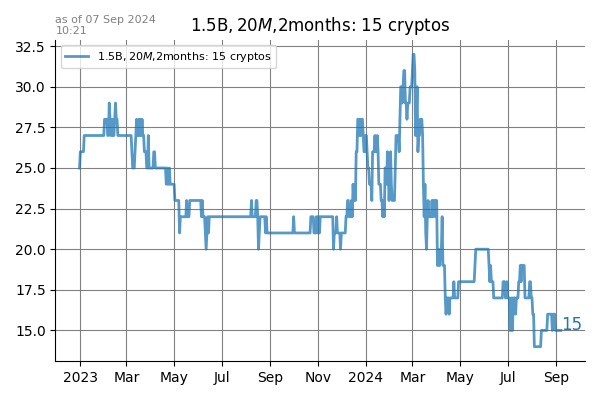 as of 07 Sep 2024
10:21
1.5B, 20M,2months: 15 cryptos
1.5B, 20M,2months: 15 cryptos
32.5
30.0
27.5
25.0
22.5
20.0
17.5
15.0
15
2023 Mar May Jul Sep Nov 2024 Mar May Jul Sep